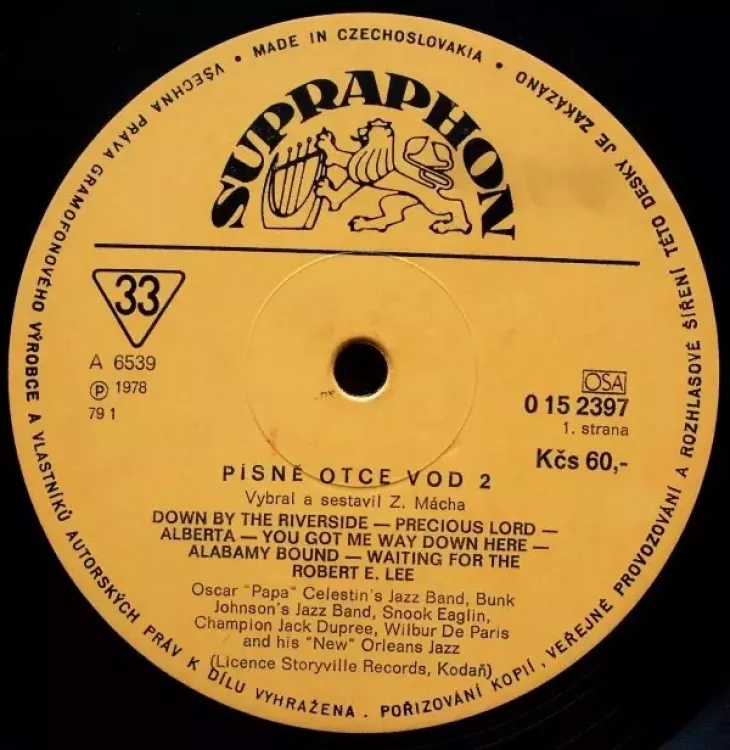 VŠECHNA PRÁVA GRAMOFONOVÉHO VÝROBCE A VLASTNÍKŮ AUTORSKÝCH PRÁV K DÍLU VYHRAŽENA . POŘIZOVÁNÍ KOPIÍ, VEŘEJNÉ PROVOZOVÁNÍ A ROZHLASOVÉ ŠÍŘENÍ TÉTO DESKY JE ZAKÁZÁNO
• MADE IN CZECHOSLOVAKIA •
SUPRAPHON
33
A 6539
Ⓟ 1978
79 1
OSA
0 15 2397
1. strana
Kčs 60,-
PÍSNĚ OTCE VOD 2
Vybral a sestavil Z. Mácha
DOWN BY THE RIVERSIDE — PRECIOUS LORD —
ALBERTA — YOU GOT ME WAY DOWN HERE —
ALABAMY BOUND — WAITING FOR THE
ROBERT E. LEE
Oscar "Papa" Celestin's Jazz Band, Bunk
Johnson's Jazz Band, Snook Eaglin,
Champion Jack Dupree, Wilbur De Paris
and his "New" Orleans Jazz
(Licence Storyville Records, Kodaň)